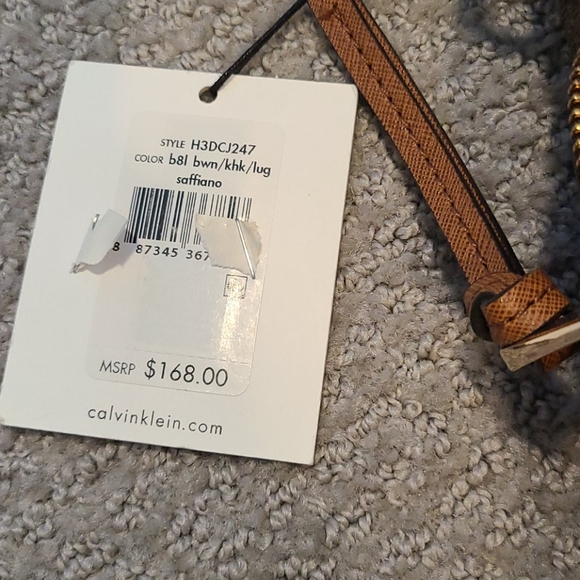 STYLE H3DCJ247
COLOR b8l bwn/khk/lug
saffiano
8 87345 367
MSRP $168.00
calvinklein.com